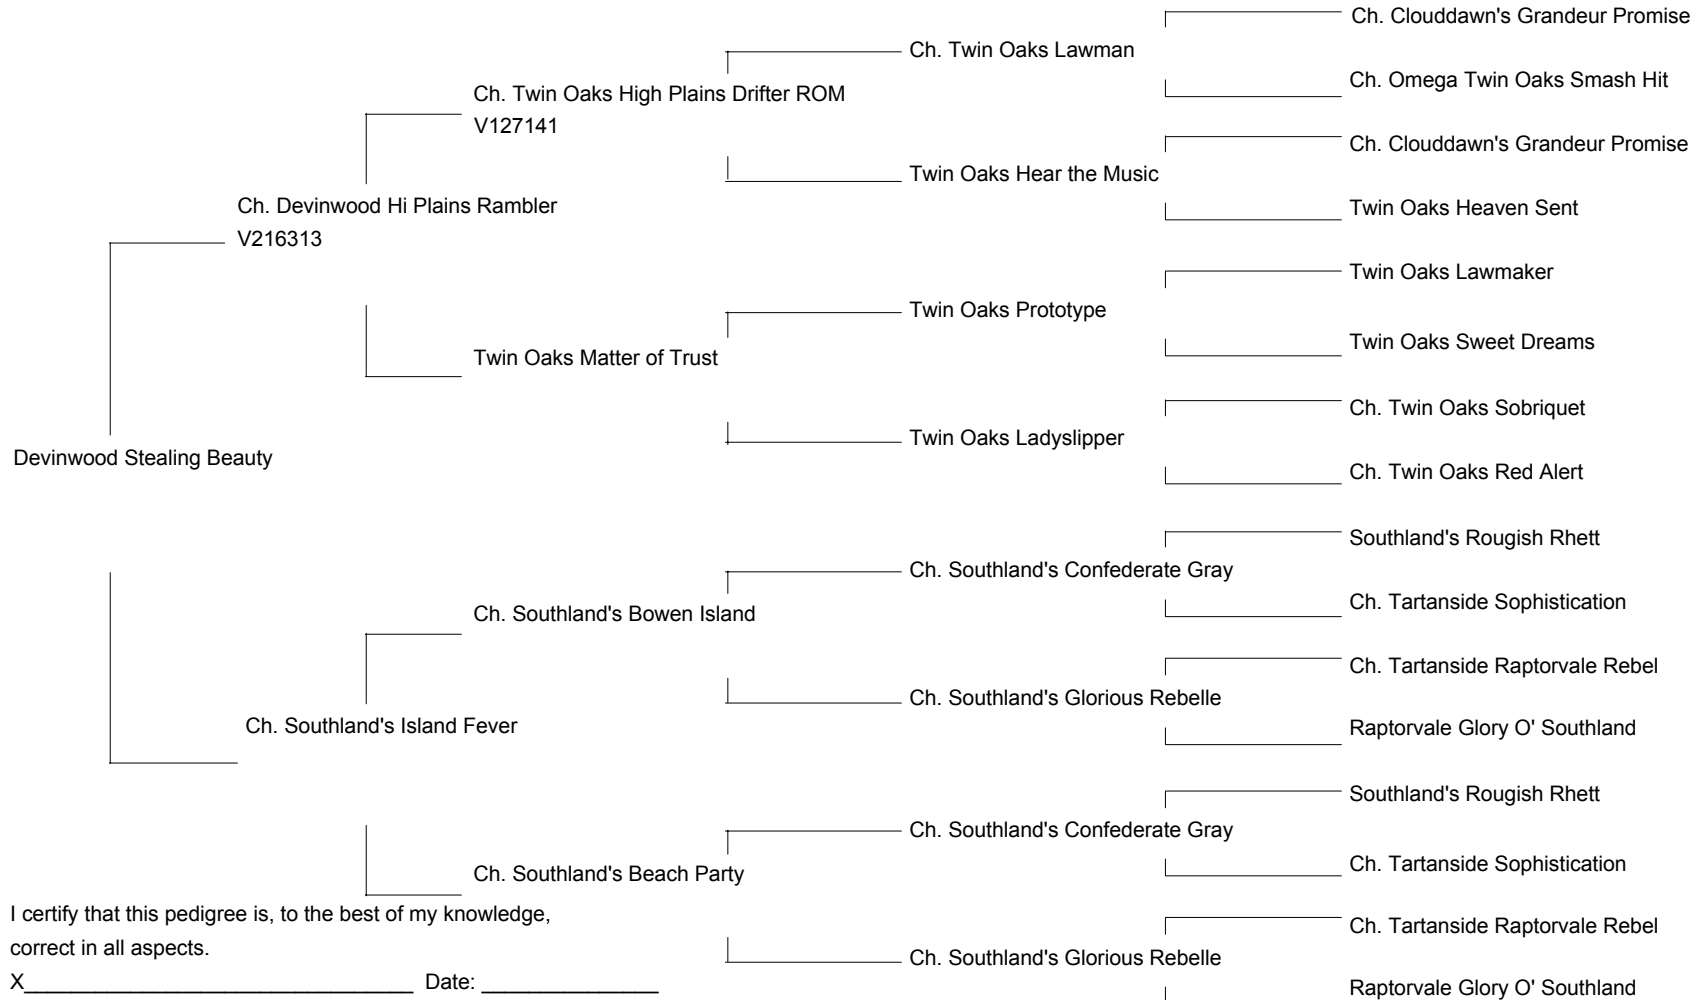 Ch. Clouddawn's Grandeur Promise
Ch. Twin Oaks Lawman
Ch. Omega Twin Oaks Smash Hit
Ch. Twin Oaks High Plains Drifter ROM
V127141
Ch. Clouddawn's Grandeur Promise
Twin Oaks Hear the Music
Twin Oaks Heaven Sent
Ch. Devinwood Hi Plains Rambler
V216313
Twin Oaks Lawmaker
Twin Oaks Prototype
Twin Oaks Sweet Dreams
Twin Oaks Matter of Trust
Ch. Twin Oaks Sobriquet
Twin Oaks Ladyslipper
Ch. Twin Oaks Red Alert
Devinwood Stealing Beauty
Southland's Rougish Rhett
Ch. Southland's Confederate Gray
Ch. Tartanside Sophistication
Ch. Southland's Bowen Island
Ch. Tartanside Raptorvale Rebel
Ch. Southland's Glorious Rebelle
Raptorvale Glory O' Southland
Ch. Southland's Island Fever
Southland's Rougish Rhett
Ch. Southland's Confederate Gray
Ch. Tartanside Sophistication
Ch. Southland's Beach Party
Ch. Tartanside Raptorvale Rebel
Ch. Southland's Glorious Rebelle
Raptorvale Glory O' Southland
I certify that this pedigree is, to the best of my knowledge,
correct in all aspects.
X___________________________________ Date: ________________